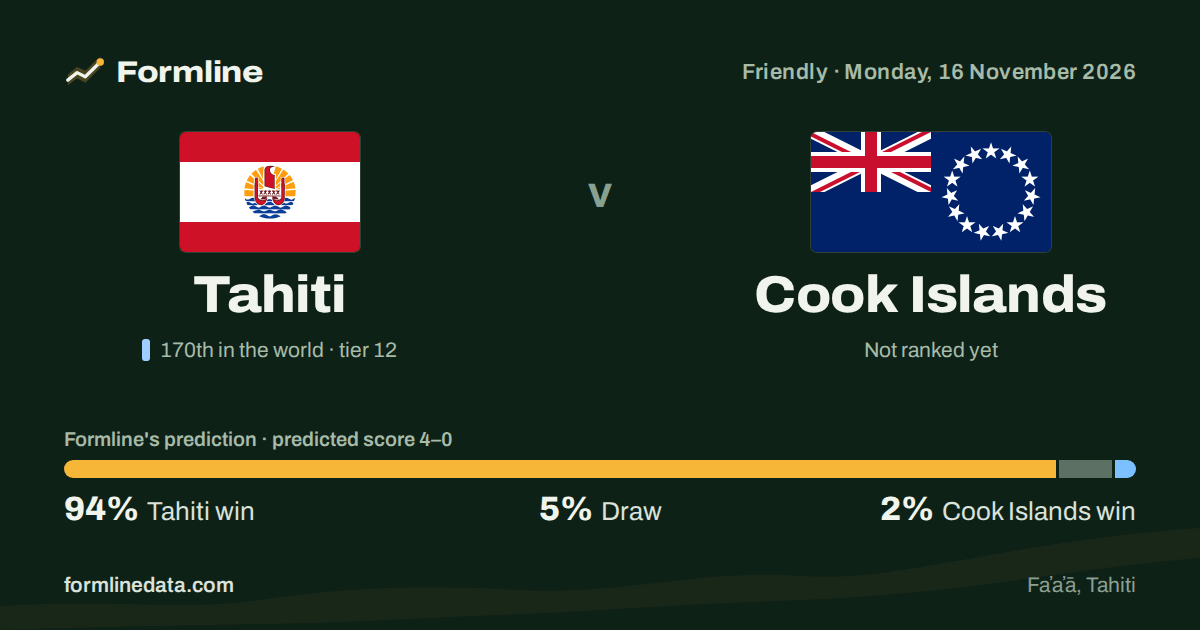 Formline
Friendly · Monday, 16 November 2026
v
Tahiti
Cook Islands
170th in the world · tier 12
Not ranked yet
Formline's prediction · predicted score 4–0
94% Tahiti win
5% Draw
2% Cook Islands win
formlinedata.com
Fa'a'ā, Tahiti